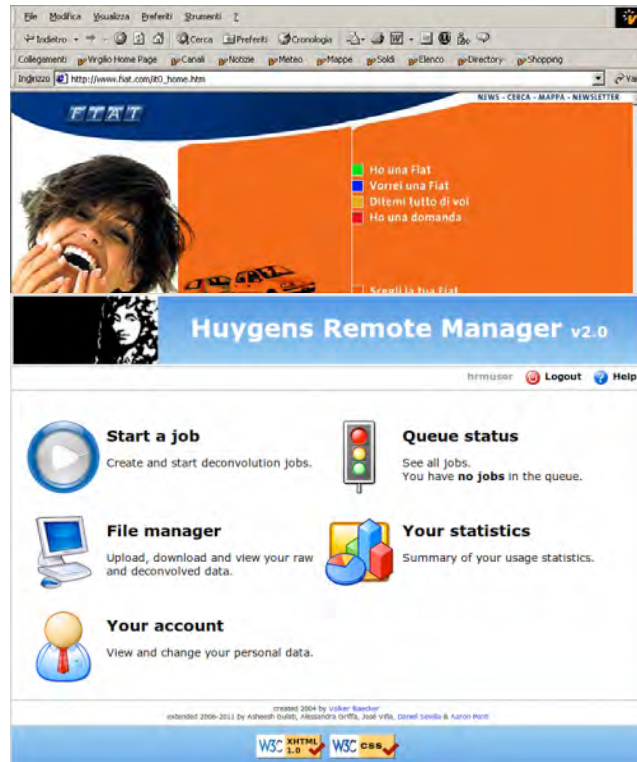 File Modifica Visualizza Preferiti Strumenti ?
Indietro Cerca Preferiti Cronologia
Collegamenti Virgilio Home Page Canali Notizie Meteo Mappe Soldi Elenco Directory Shopping
Indirizzo http://www.fiat.com/it0_home.htm Vai
NEWS - CERCA - MAPPA - NEWSLETTER
FIAT
Ho una Fiat
Vorrei una Fiat
Ditemi tutto di voi
Ho una domanda
Scegli la tua Fiat
Huygens Remote Manager v2.0
hrmuser Logout Help
Start a job
Create and start deconvolution jobs.
Queue status
See all jobs.
You have no jobs in the queue.
File manager
Upload, download and view your raw
and deconvolved data.
Your statistics
Summary of your usage statistics.
Your account
View and change your personal data.
created 2004 by Volker Baecker
extended 2006-2011 by Asheesh Gulati, Alessandra Griffa, José Viña, Daniel Sevilla & Aaron Ponti
W3C XHTML 1.0 W3C css